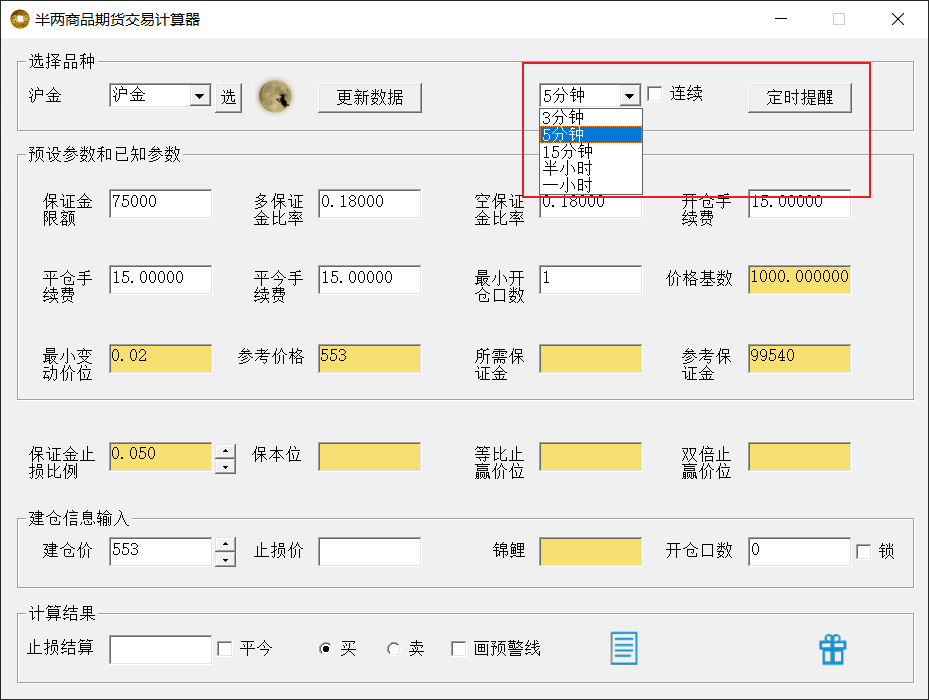 半两商品期货交易计算器
选择品种
沪金
沪金
选
更新数据
5分钟
连续
定时提醒
3分钟
5分钟
15分钟
半小时
一小时
预设参数和已知参数
保证金
限额
75000
多保证
金比率
0.18000
空保证
金比率
0.18000
开仓手
续费
15.00000
平仓手
续费
15.00000
平今手
续费
15.00000
最小开
仓口数
1
价格基数
1000.000000
最小变
动价位
0.02
参考价格
553
所需保
证金
参考保
证金
99540
保证金止
损比例
0.050
保本位
等比止
赢价位
双倍止
赢价位
建仓信息输入
建仓价
553
止损价
锦鲤
开仓口数
0
锁
计算结果
止损结算
平今
买
卖
画预警线